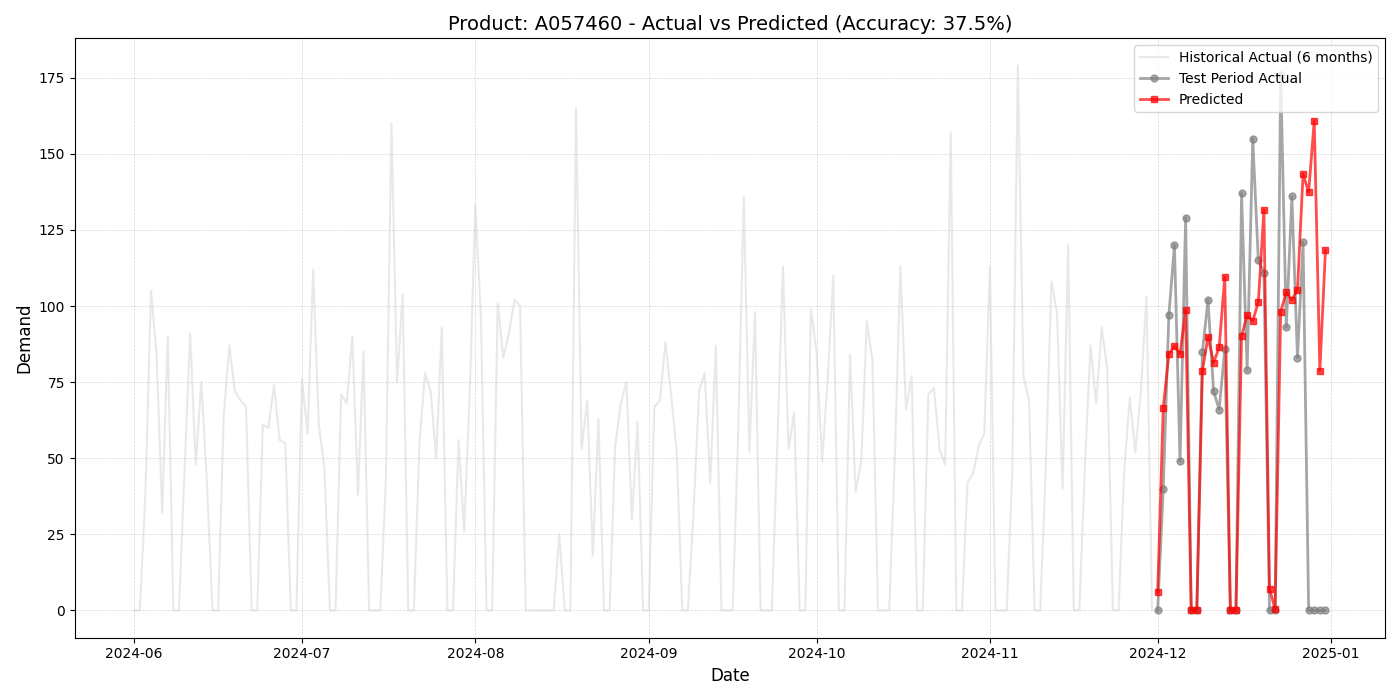 Product: A057460 - Actual vs Predicted (Accuracy: 37.5%)
Historical Actual (6 months)
Test Period Actual
Predicted
175
150
125
100
75
50
25
0
Demand
2024-06
2024-07
2024-08
2024-09
2024-10
2024-11
2024-12
2025-01
Date